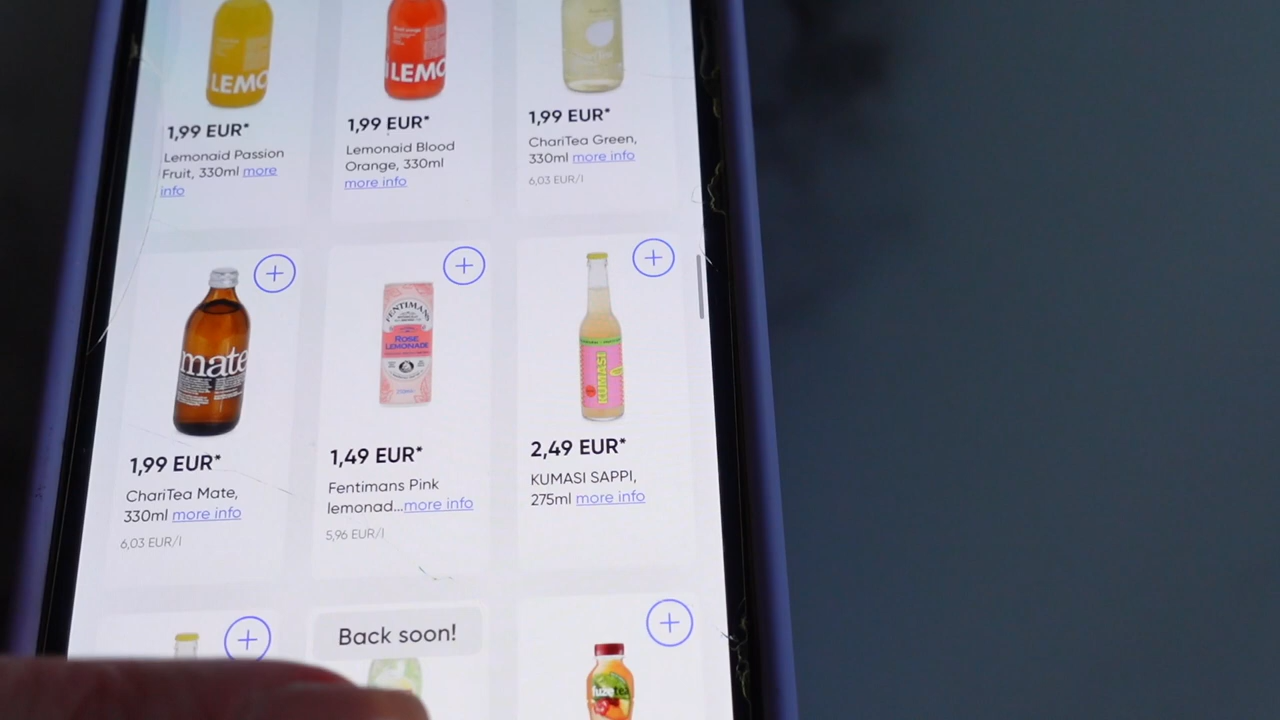 LEMO
LEMO
1,99 EUR*
Lemonaid Passion
Fruit, 330ml more
info
1,99 EUR*
Lemonaid Blood
Orange, 330ml
more info
1,99 EUR*
ChariTea Green,
330ml more info
6,03 EUR/l
mate
1,99 EUR*
ChariTea Mate,
330ml more info
6,03 EUR/l
FENTIMANS
ROSE
LEMONADE
1,49 EUR*
Fentimans Pink
lemonad...more info
5,96 EUR/l
KUMASI
2,49 EUR*
KUMASI SAPPI,
275ml more info
Back soon!
fuzetea